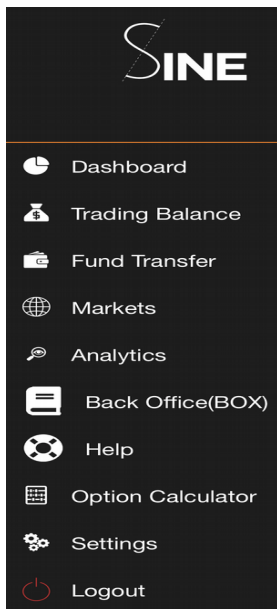 SINE
Dashboard
Trading Balance
Fund Transfer
Markets
Analytics
Back Office(BOX)
Help
Option Calculator
Settings
Logout